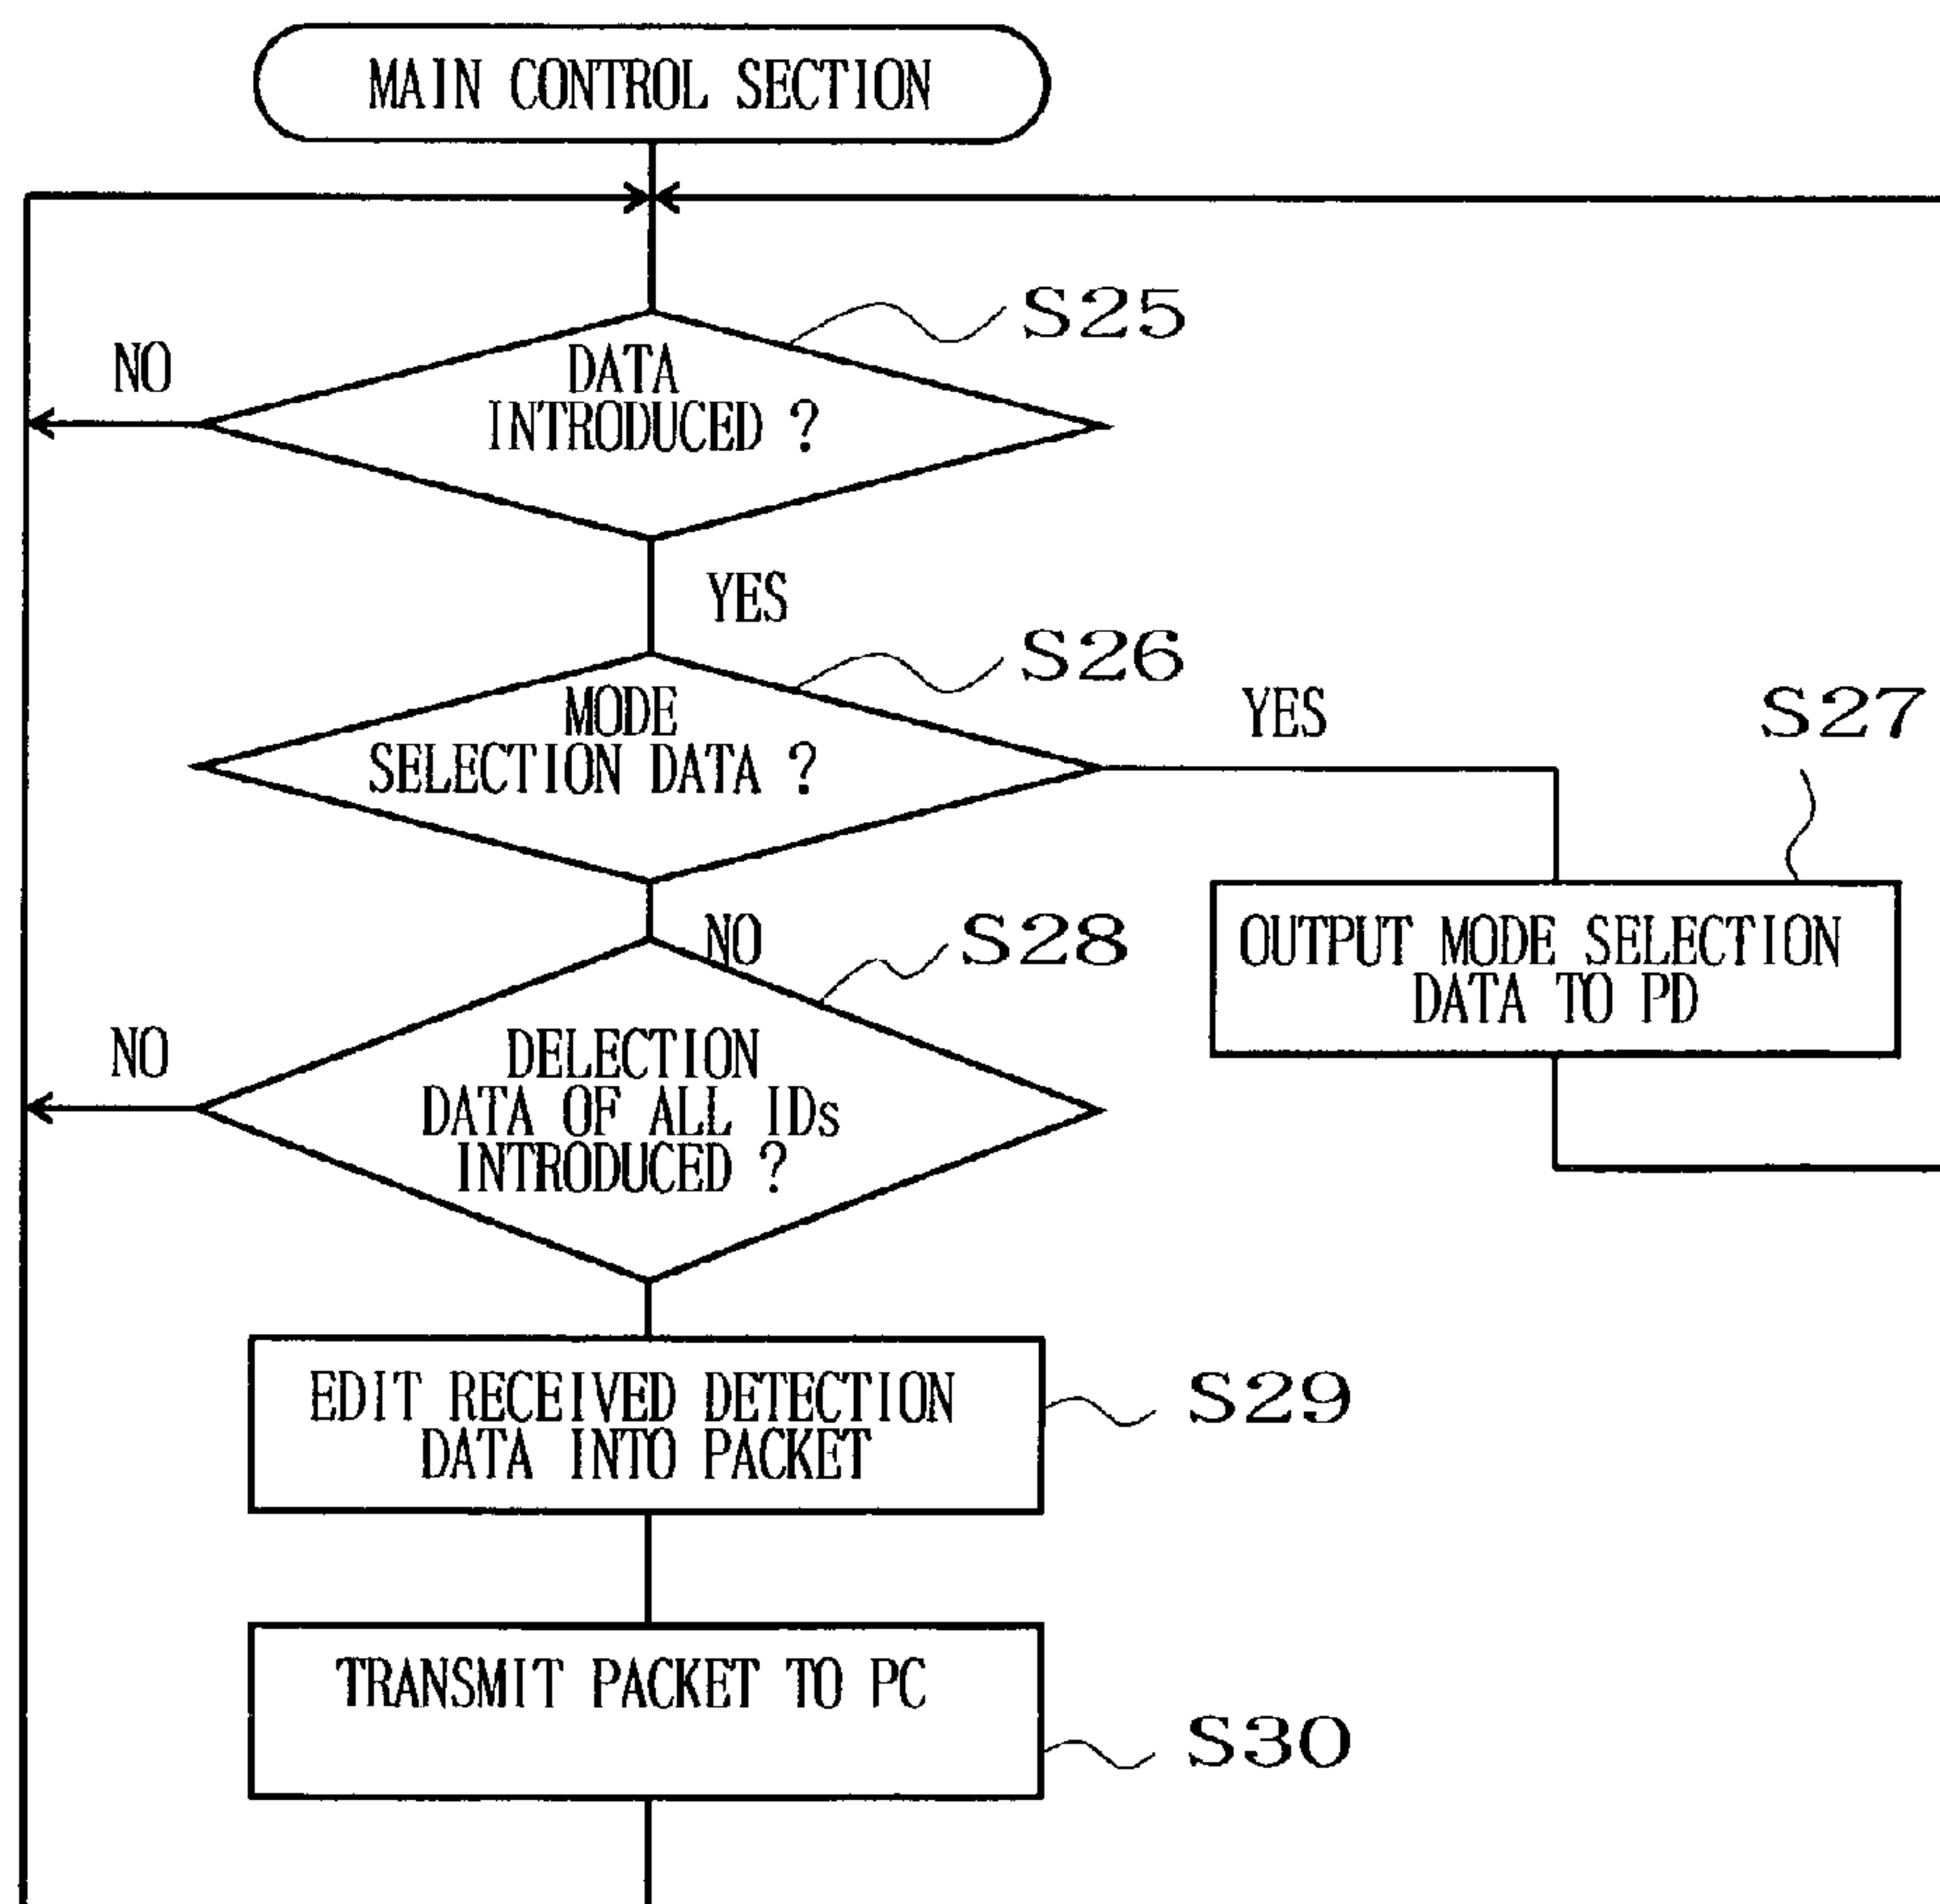 MAIN CONTROL SECTION
S25
NO
DATA
INTRODUCED ?
YES
S26
MODE
SELECTION DATA ?
YES
S27
NO
S28
OUTPUT MODE SELECTION
DATA TO PD
NO
DELECTION
DATA OF ALL IDs
INTRODUCED ?
EDIT RECEIVED DETECTION
DATA INTO PACKET
S29
TRANSMIT PACKET TO PC
S30